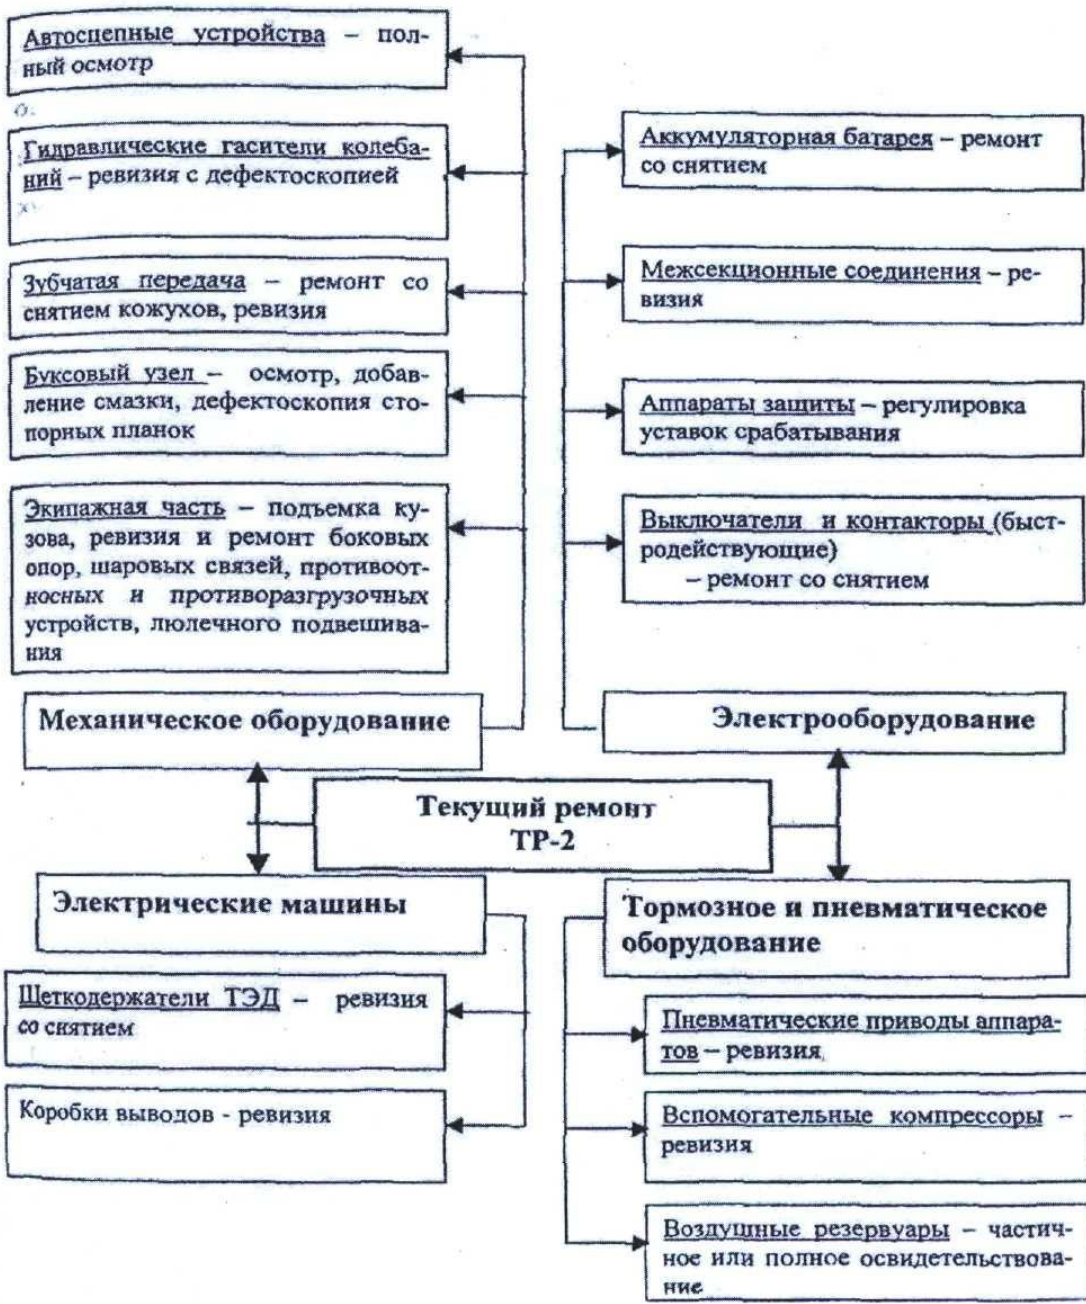 Автосцепные устройства – пол-
ный осмотр
Гидравлические гасители колеба-
ний – ревизия с дефектоскопией
Зубчатая передача – ремонт со
снятием кожухов, ревизия
Буксовый узел – осмотр, добав-
ление смазки, дефектоскопия сто-
порных планок
Экипажная часть – подъемка ку-
зова, ревизия и ремонт боковых
опор, шаровых связей, противоот-
носных и противоразгрузочных
устройств, люлечного подвешива-
ния
Механическое оборудование
Аккумуляторная батарея – ремонт
со снятием
Межсекционные соединения – ре-
визия
Аппараты защиты – регулировка
уставок срабатывания
Выключатели и контакторы (быст-
родействующие)
– ремонт со снятием
Электрооборудование
Текущий ремонт
ТР-2
Электрические машины
Щеткодержатели ТЭД – ревизия
со снятием
Коробки выводов - ревизия
Тормозное и пневматическое
оборудование
Пневматические приводы аппара-
тов – ревизия
Вспомогательные компрессоры –
ревизия
Воздушные резервуары – частич-
ное или полное освидетельствова-
ние